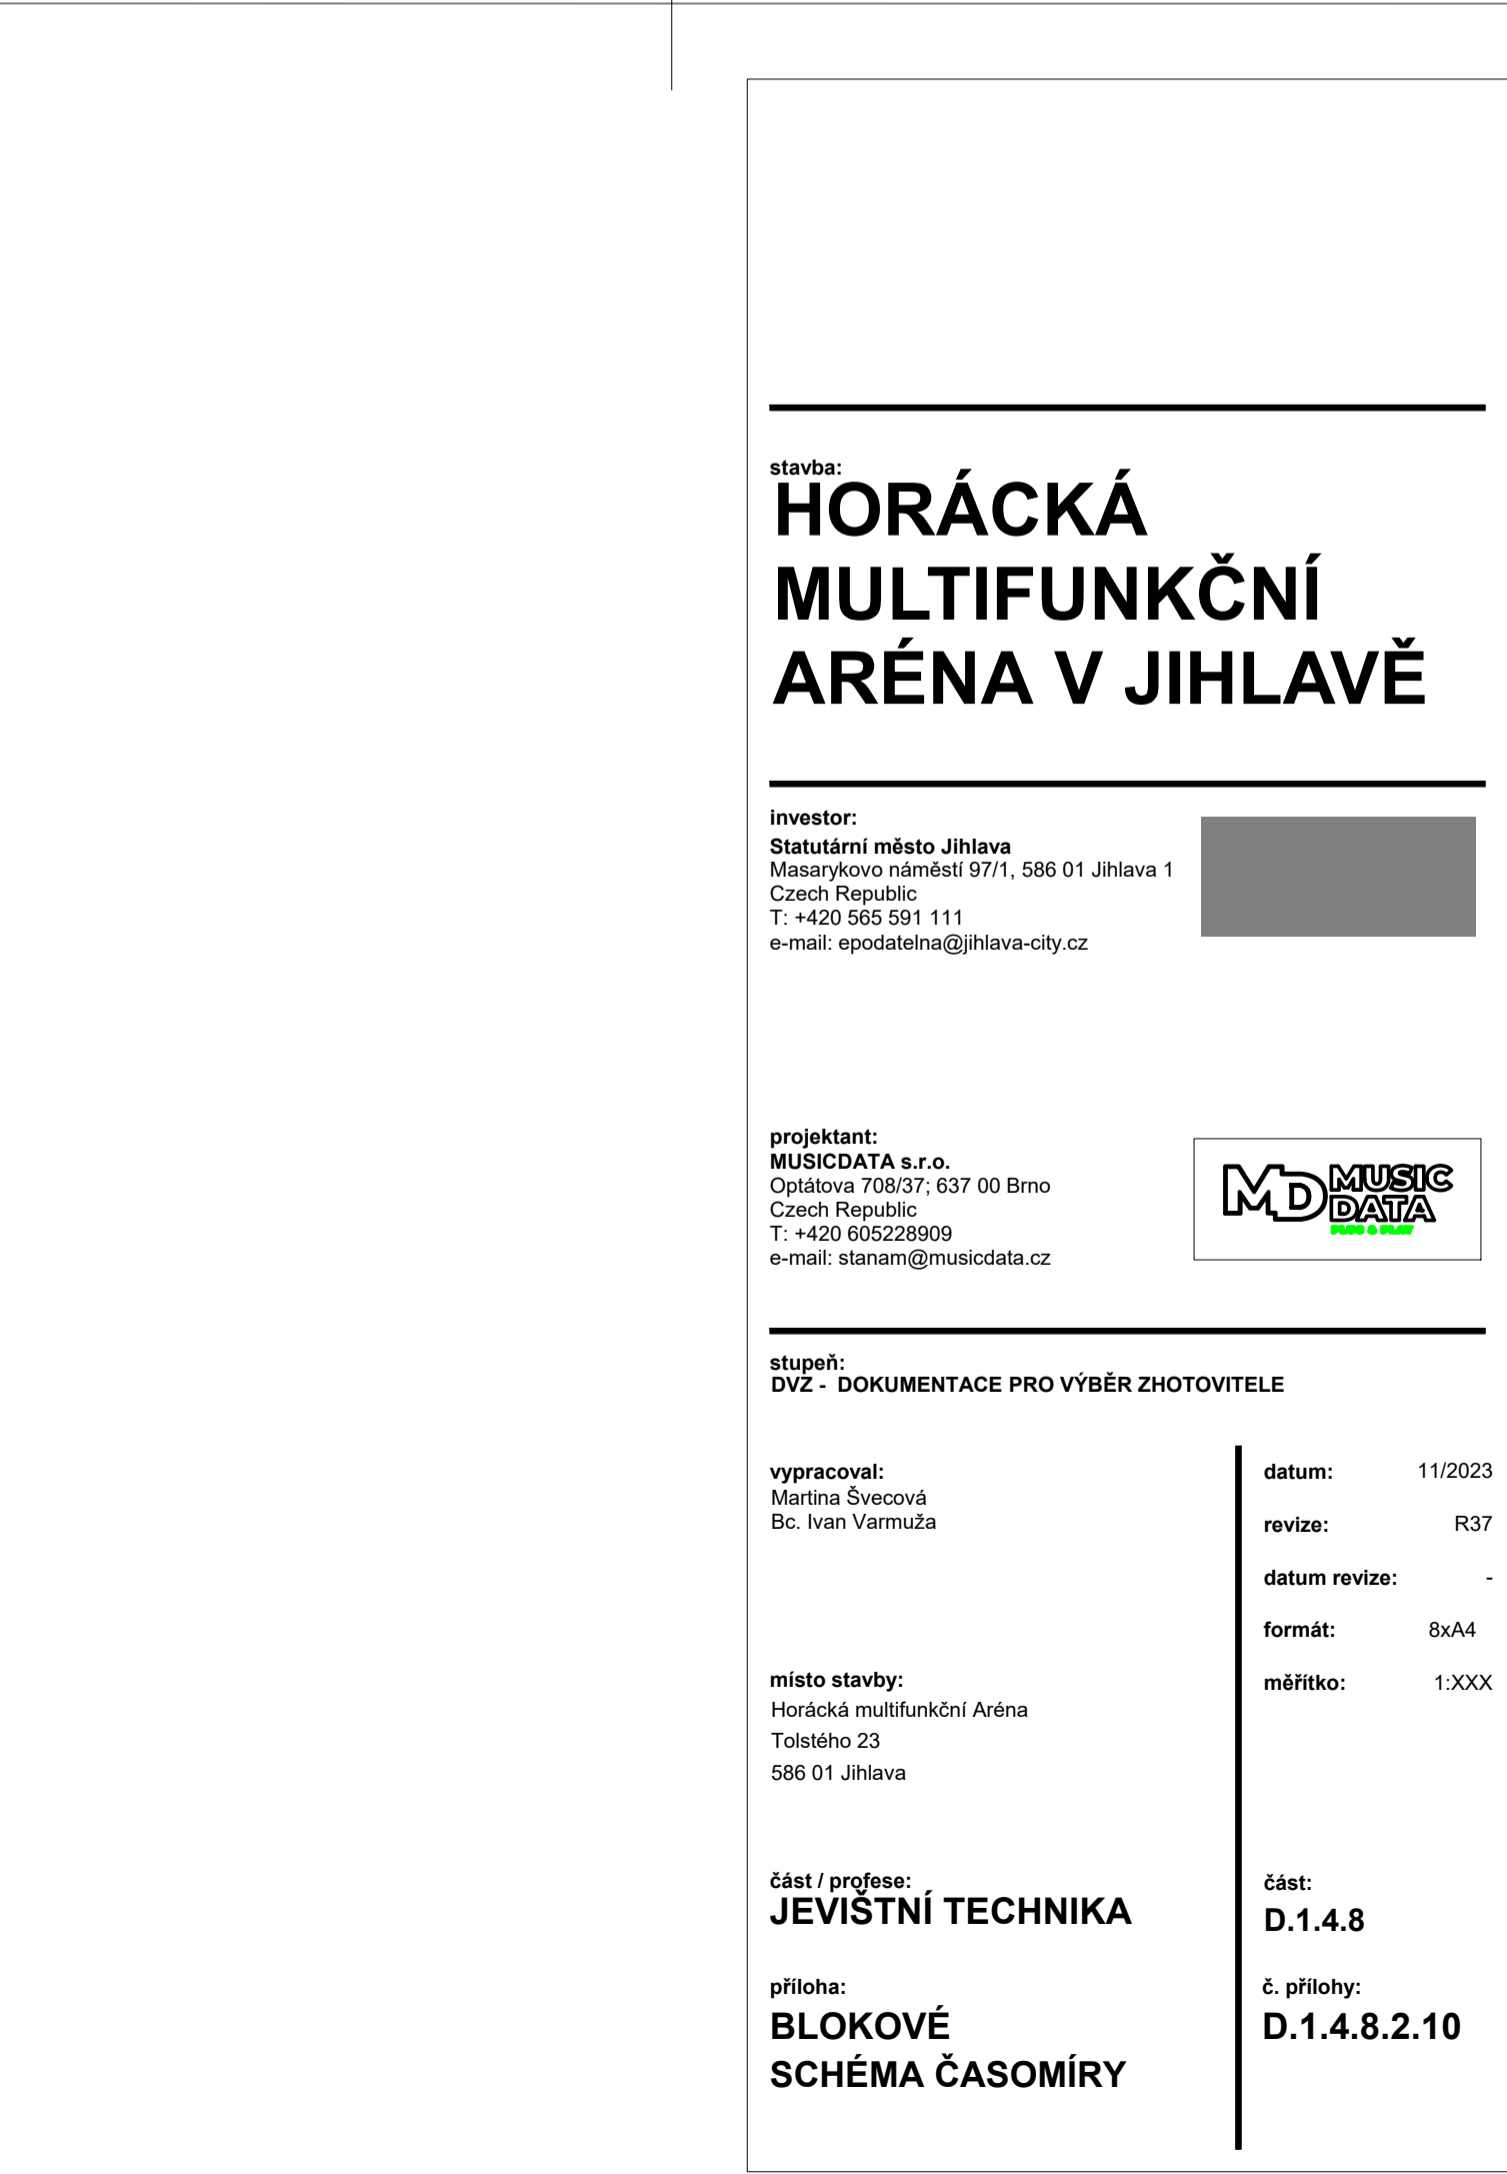 stavba:
HORÁCKÁ
MULTIFUNKČNÍ
ARÉNA V JIHLAVĚ
investor:
Statutární město Jihlava
Masarykovo náměstí 97/1, 586 01 Jihlava 1
Czech Republic
T: +420 565 591 111
e-mail: epodatelna@jihlava-city.cz
projektant:
MUSICDATA s.r.o.
Optátova 708/37; 637 00 Brno
Czech Republic
T: +420 605228909
e-mail: stanam@musicdata.cz
MD MUSIC
DATA
PLUG & PLAY
stupeň:
DVZ - DOKUMENTACE PRO VÝBĚR ZHOTOVITELE
vypracoval:
Martina Švecová
Bc. Ivan Varmuža
datum: 11/2023
revize: R37
datum revize: -
formát: 8xA4
měřítko: 1:XXX
místo stavby:
Horácká multifunkční Aréna
Tolstého 23
586 01 Jihlava
část / profese:
JEVIŠTNÍ TECHNIKA
část:
D.1.4.8
příloha:
BLOKOVÉ
SCHÉMA ČASOMÍRY
č. přílohy:
D.1.4.8.2.10